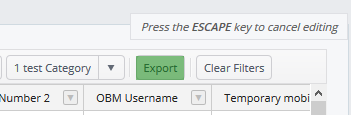 Press the ESCAPE key to cancel editing
1 test Category Export Clear Filters
Number 2 OBM Username Temporary mobi